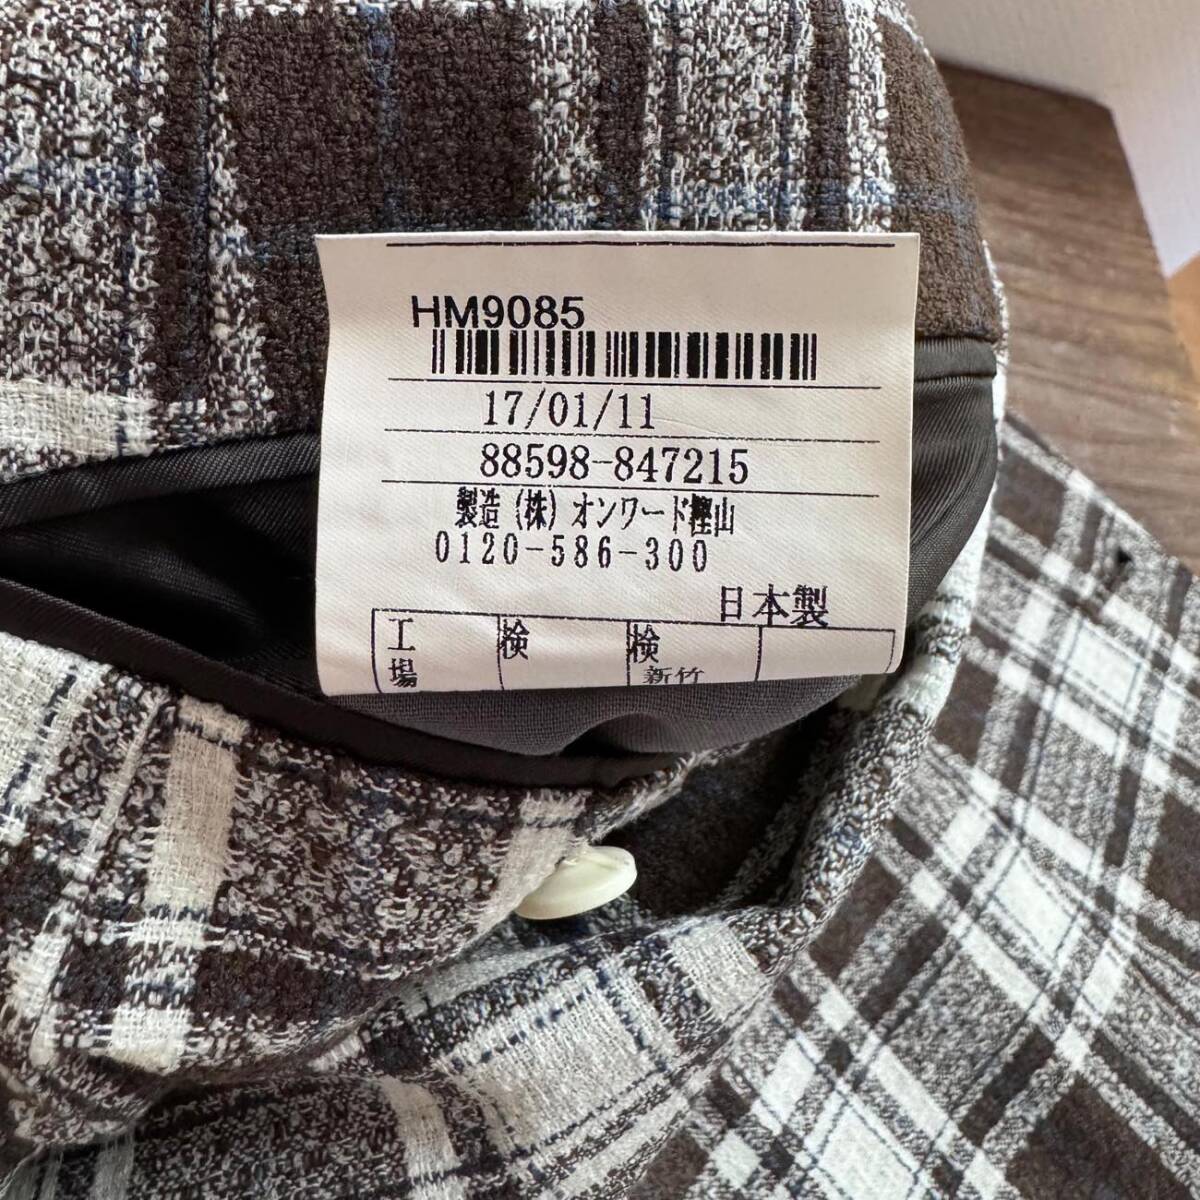 HM9085
17/01/11
88598-847215
製造(株)オンワード樫山
0120-586-300
日本製
工場 検 検
新竹